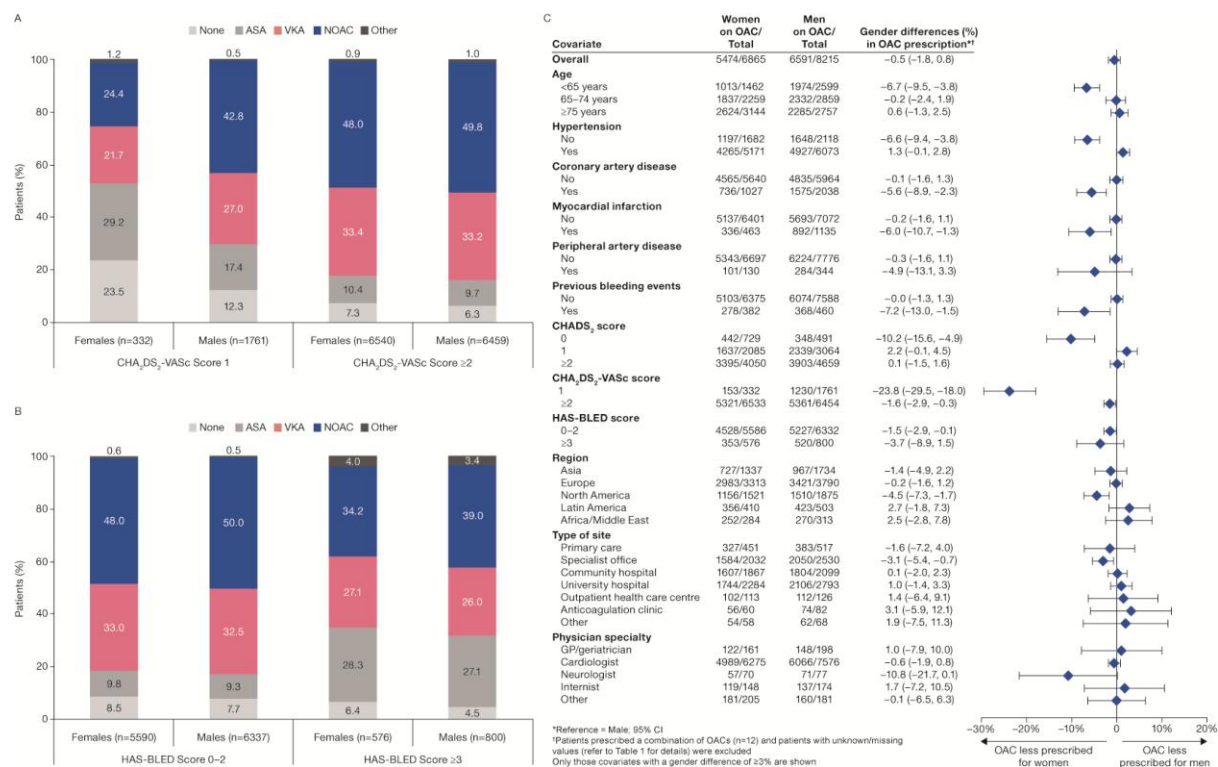 A
None ASA VKA NOAC Other
1.2 0.5 0.9 1.0
100
80
60
40
20
0
Patients (%)
24.4 42.8 48.0 49.8
21.7 27.0 33.4 33.2
29.2 17.4 10.4 9.7
23.5 12.3 7.3 6.3
Females (n=332) Males (n=1761) Females (n=6540) Males (n=6459)
CHA₂DS₂-VASc Score 1 CHA₂DS₂-VASc Score ≥2
B
None ASA VKA NOAC Other
0.6 0.5 4.0 3.4
100
80
60
40
20
0
Patients (%)
48.0 50.0 34.2 39.0
33.0 32.5 27.1 26.0
9.8 9.3 28.3 27.1
8.5 7.7 6.4 4.5
Females (n=5590) Males (n=6337) Females (n=576) Males (n=800)
HAS-BLED Score 0–2 HAS-BLED Score ≥3
C
Covariate Women on OAC/ Total Men on OAC/ Total Gender differences (%) in OAC prescription*†
Overall 5474/6865 6591/8215 −0.5 (−1.8, 0.8)
Age
<65 years 1013/1462 1974/2599 −6.7 (−9.5, −3.8)
65–74 years 1837/2259 2332/2859 −0.2 (−2.4, 1.9)
≥75 years 2624/3144 2285/2757 0.6 (−1.3, 2.5)
Hypertension
No 1197/1682 1648/2118 −6.6 (−9.4, −3.8)
Yes 4265/5171 4927/6073 1.3 (−0.1, 2.8)
Coronary artery disease
No 4565/5640 4835/5964 −0.1 (−1.6, 1.3)
Yes 736/1027 1575/2038 −5.6 (−8.9, −2.3)
Myocardial infarction
No 5137/6401 5693/7072 −0.2 (−1.6, 1.1)
Yes 336/463 892/1135 −6.0 (−10.7, −1.3)
Peripheral artery disease
No 5343/6697 6224/7776 −0.3 (−1.6, 1.1)
Yes 101/130 284/344 −4.9 (−13.1, 3.3)
Previous bleeding events
No 5103/6375 6074/7588 −0.0 (−1.3, 1.3)
Yes 278/382 368/460 −7.2 (−13.0, −1.5)
CHADS₂ score
0 442/729 348/491 −10.2 (−15.6, −4.9)
1 1637/2085 2339/3064 2.2 (−0.1, 4.5)
≥2 3395/4050 3903/4659 0.1 (−1.5, 1.6)
CHA₂DS₂-VASc score
1 153/332 1230/1761 −23.8 (−29.5, −18.0)
≥2 5321/6533 5361/6454 −1.6 (−2.9, −0.3)
HAS-BLED score
0–2 4528/5586 5227/6332 −1.5 (−2.9, −0.1)
≥3 353/576 520/800 −3.7 (−8.9, 1.5)
Region
Asia 727/1337 967/1734 −1.4 (−4.9, 2.2)
Europe 2983/3313 3421/3790 −0.2 (−1.6, 1.2)
North America 1156/1521 1510/1875 −4.5 (−7.3, −1.7)
Latin America 356/410 423/503 2.7 (−1.8, 7.3)
Africa/Middle East 252/284 270/313 2.5 (−2.8, 7.8)
Type of site
Primary care 327/451 383/517 −1.6 (−7.2, 4.0)
Specialist office 1584/2032 2050/2530 −3.1 (−5.4, −0.7)
Community hospital 1607/1867 1804/2099 0.1 (−2.0, 2.3)
University hospital 1744/2284 2106/2793 1.0 (−1.4, 3.3)
Outpatient health care centre 102/113 112/126 1.4 (−6.4, 9.1)
Anticoagulation clinic 56/60 74/82 3.1 (−5.9, 12.1)
Other 54/58 62/68 1.9 (−7.5, 11.3)
Physician specialty
GP/geriatrician 122/161 148/198 1.0 (−7.9, 10.0)
Cardiologist 4989/6275 6066/7576 −0.6 (−1.9, 0.8)
Neurologist 57/70 71/77 −10.8 (−21.7, 0.1)
Internist 119/148 137/174 1.7 (−7.2, 10.5)
Other 181/205 160/181 −0.1 (−6.5, 6.3)
−30% −20% −10% 0 10% 20%
OAC less prescribed for women
OAC less prescribed for men
*Reference = Male; 95% CI
†Patients prescribed a combination of OACs (n=12) and patients with unknown/missing
values (refer to Table 1 for details) were excluded
Only those covariates with a gender difference of ≥3% are shown